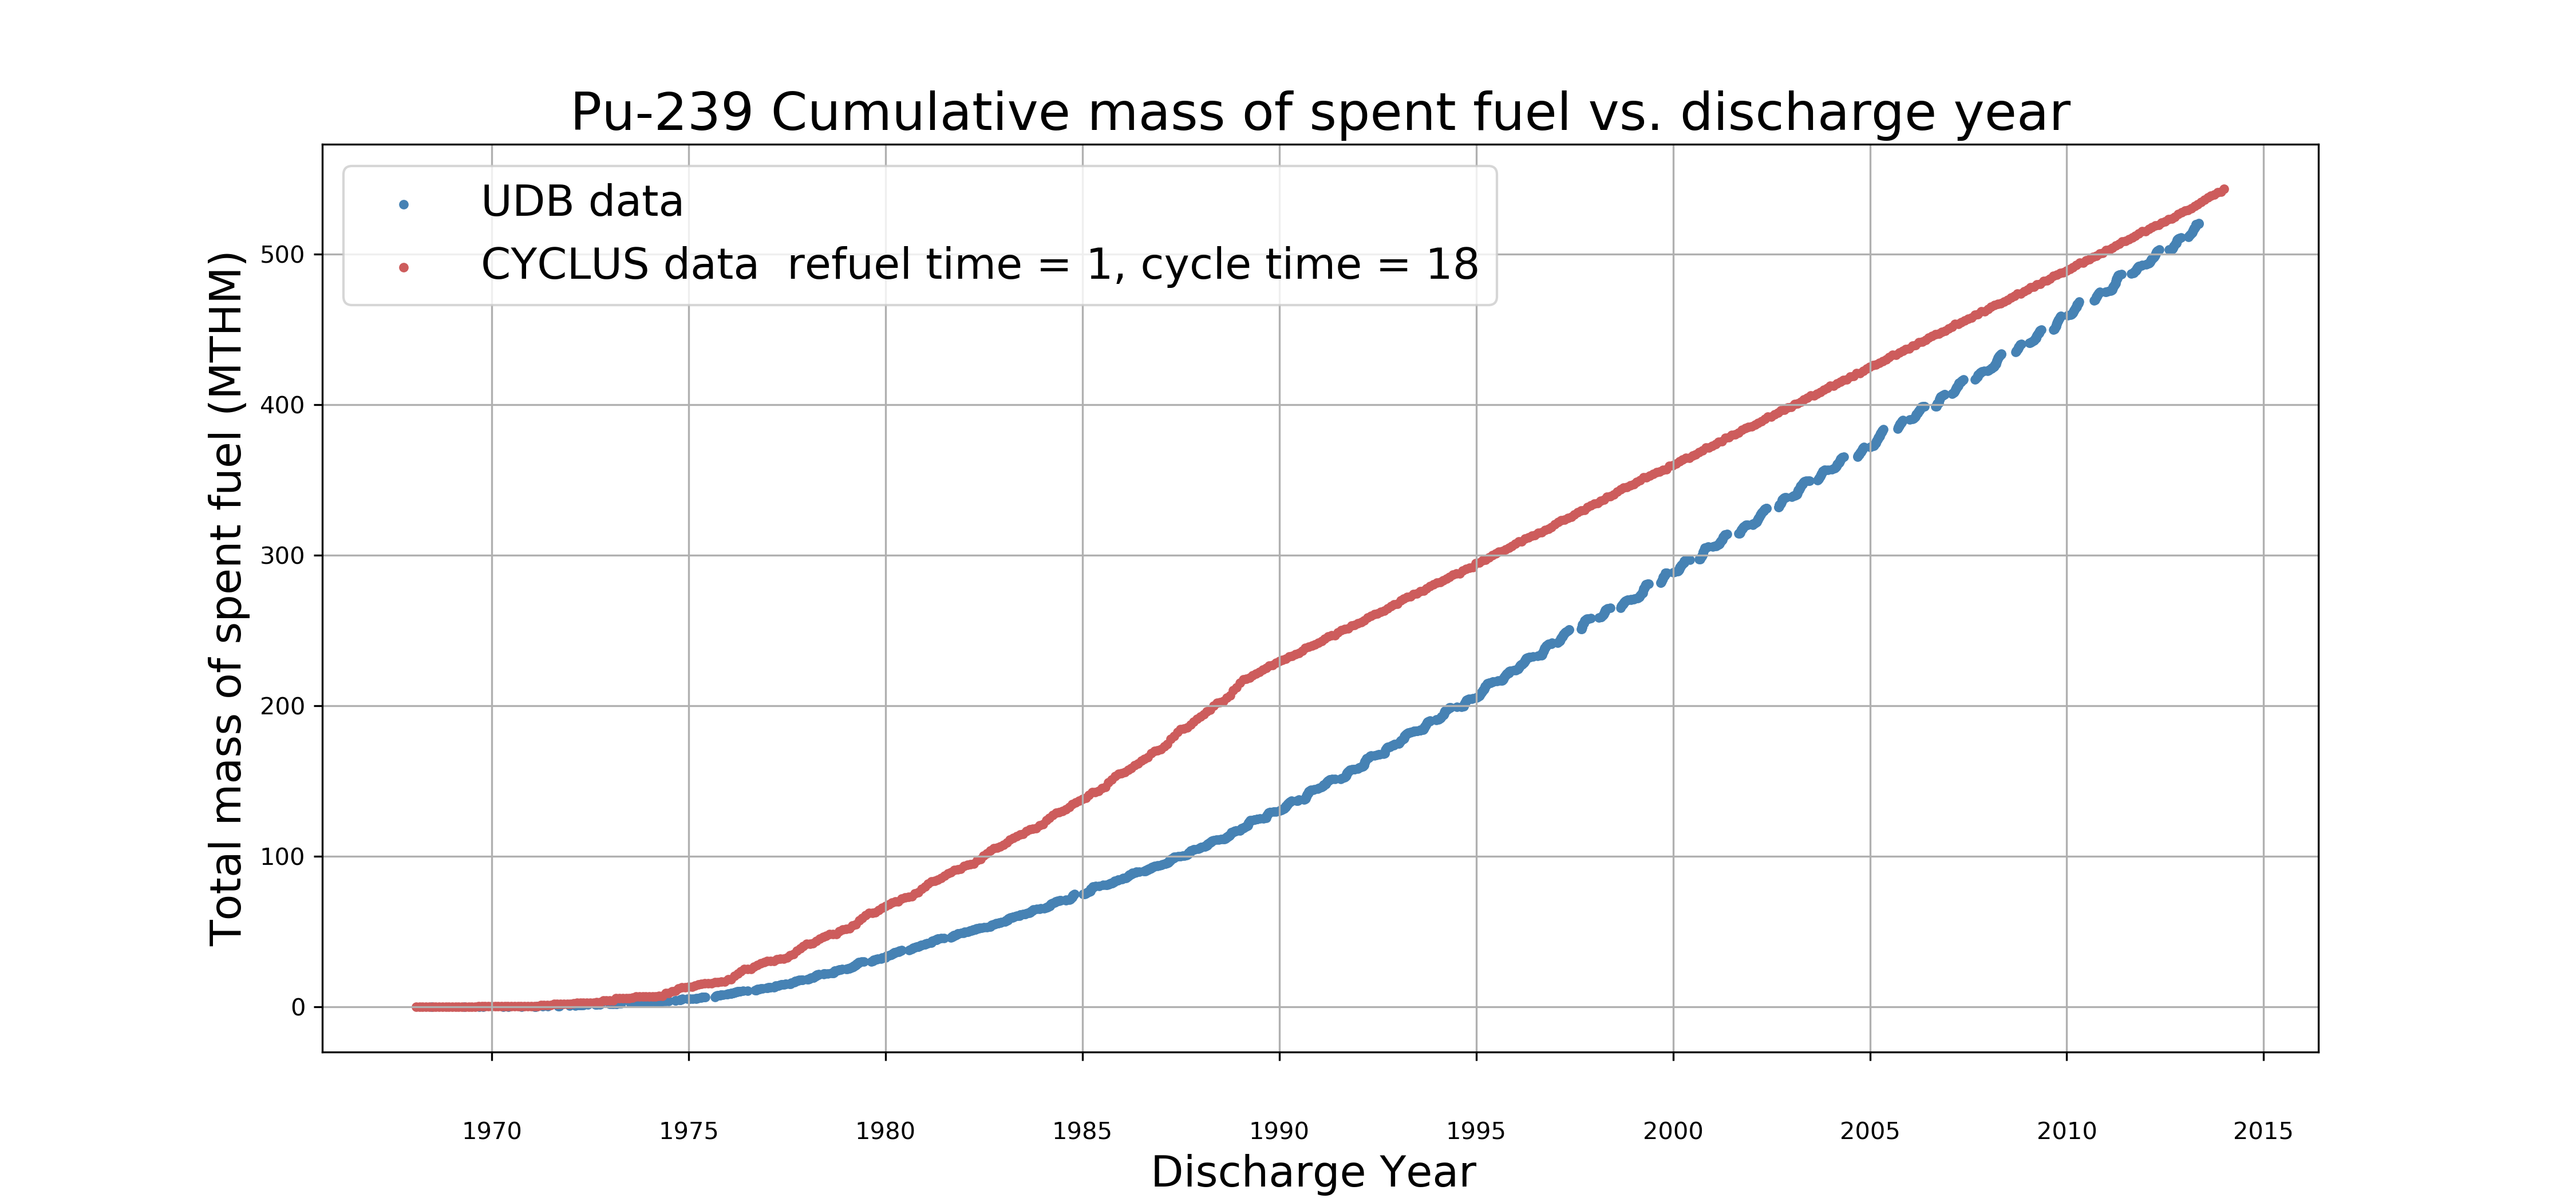 Pu-239 Cumulative mass of spent fuel vs. discharge year
UDB data
CYCLUS data  refuel time = 1, cycle time = 18
Total mass of spent fuel (MTHM)
500
400
300
200
100
0
1970 1975 1980 1985 1990 1995 2000 2005 2010 2015
Discharge Year